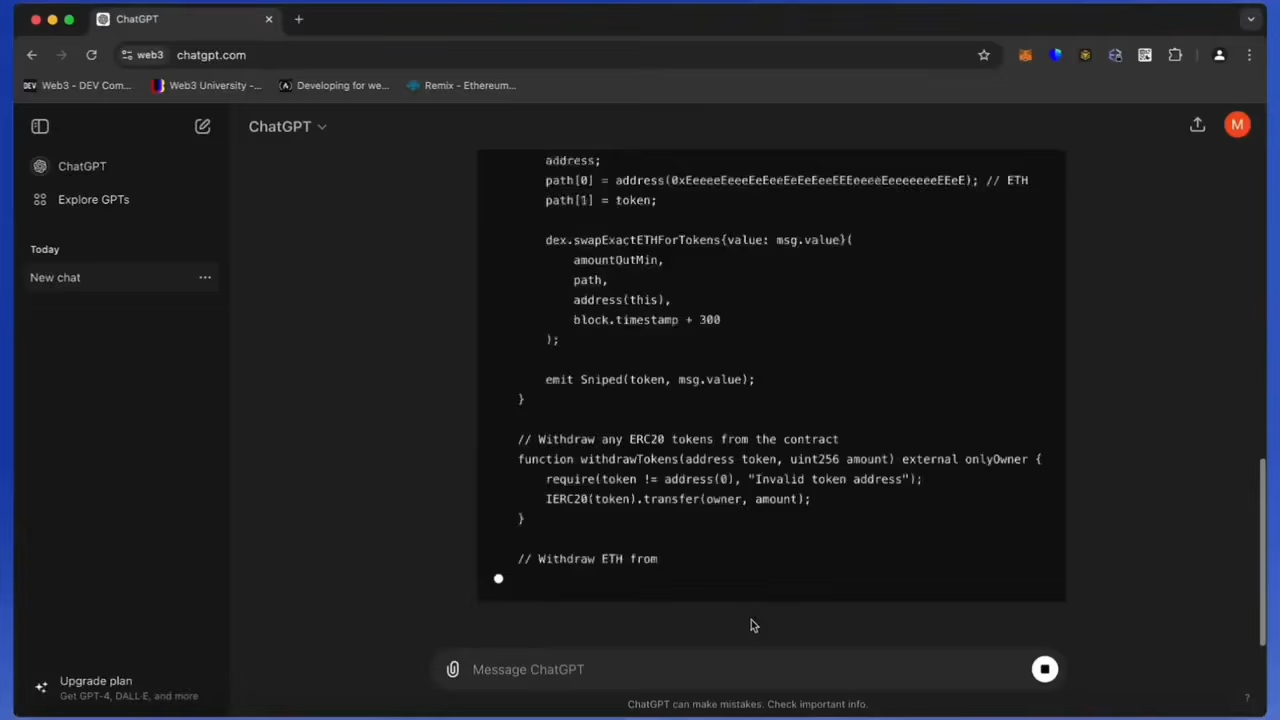 ChatGPT
web3
chatgpt.com
Web3 - DEV Com...
Web3 University -...
Developing for we...
Remix - Ethereum...
ChatGPT
M
ChatGPT
Explore GPTs
Today
New chat
address;
path[0] = // ETH
path[1] = token;
dex.swapExactETHForTokens{value: msg.value}(
amountOutMin,
path,
address(this),
block.timestamp + 300
);
emit Sniped(token, msg.value);
}
// Withdraw any ERC20 tokens from the contract
function withdrawTokens(address token, uint256 amount) external onlyOwner {
require(token != address(0), "Invalid token address");
IERC20(token).transfer(owner, amount);
}
// Withdraw ETH from
Message ChatGPT
Upgrade plan
Get GPT-4, DALL·E, and more
ChatGPT can make mistakes. Check important info.
?